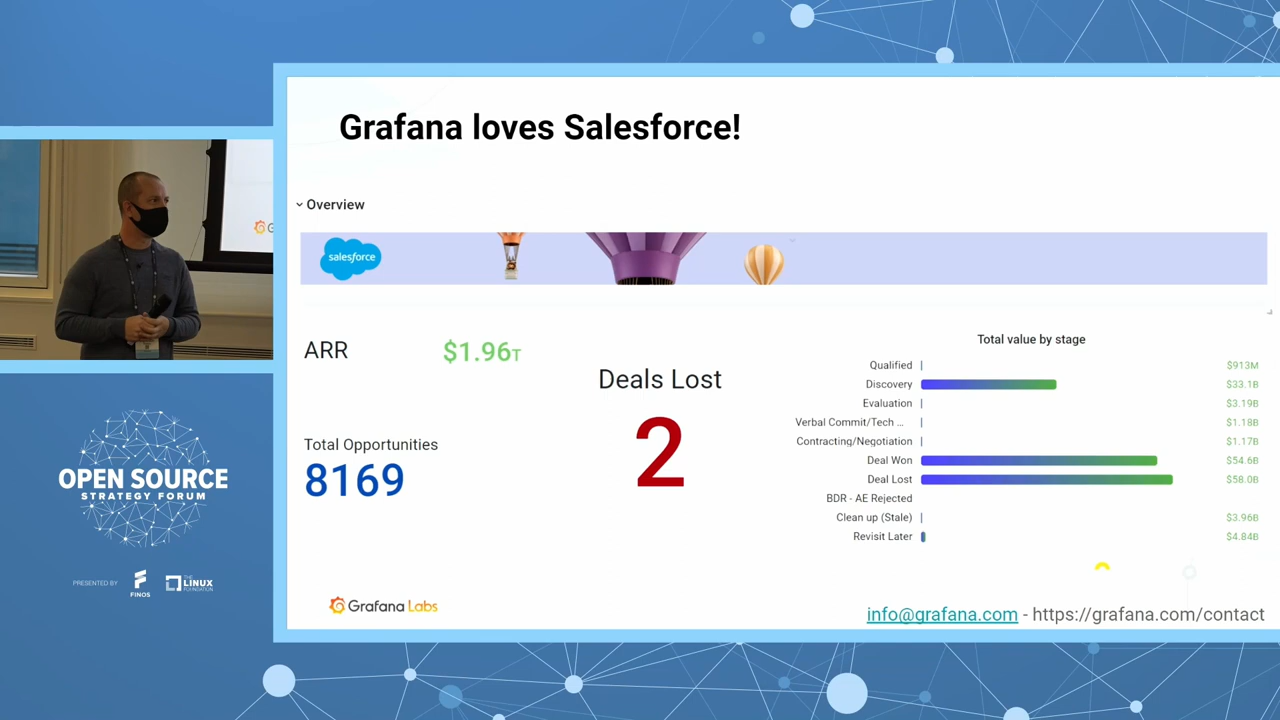 Grafana loves Salesforce!
Overview
salesforce
ARR
$1.96T
Total Opportunities
8169
Deals Lost
2
Total value by stage
Qualified $913M
Discovery $33.1B
Evaluation $3.19B
Verbal Commit/Tech ... $1.18B
Contracting/Negotiation $1.17B
Deal Won $54.6B
Deal Lost $58.0B
BDR - AE Rejected
Clean up (Stale) $3.96B
Revisit Later $4.84B
Grafana Labs
info@grafana.com - https://grafana.com/contact
OPEN SOURCE
STRATEGY FORUM
PRESENTED BY
FINOS
THE
LINUX
FOUNDATION